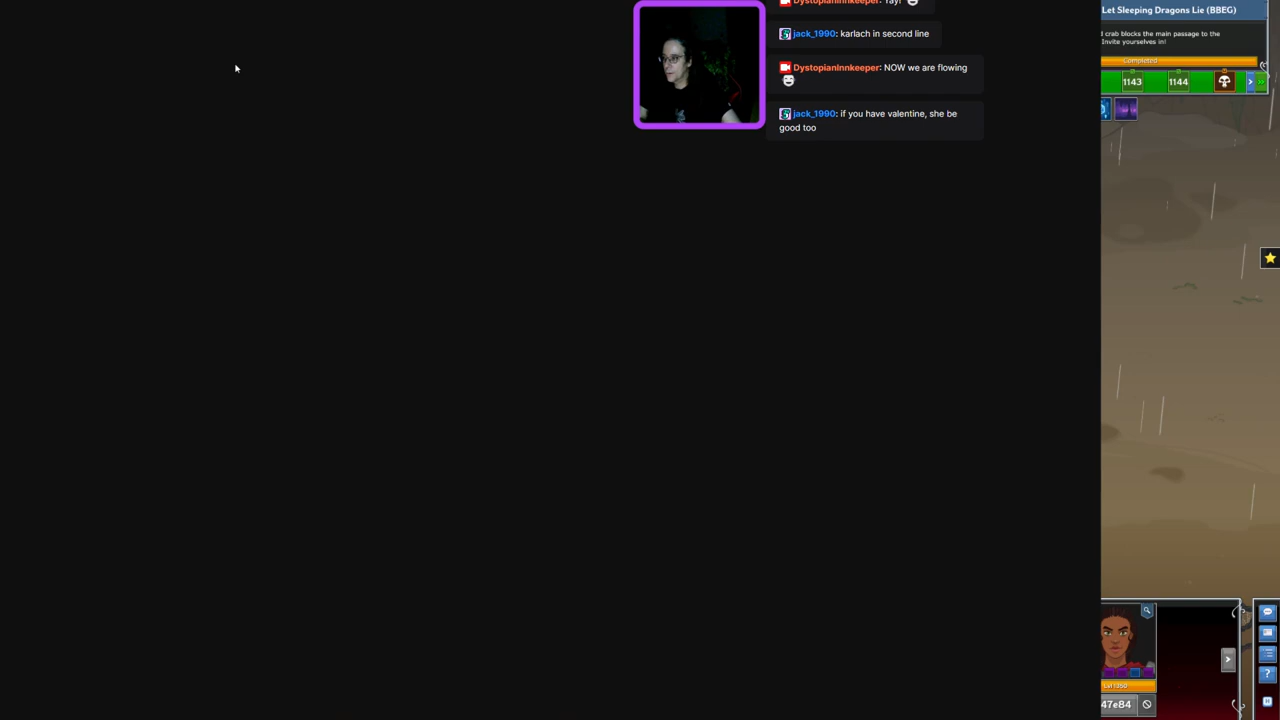 DystopianInnkeeper: Yay!
jack_1990: karlach in second line
DystopianInnkeeper: NOW we are flowing
jack_1990: if you have valentine, she be
good too
Let Sleeping Dragons Lie (BBEG)
d crab blocks the main passage to the
Invite yourselves in!
Completed
1143
1144
47e84